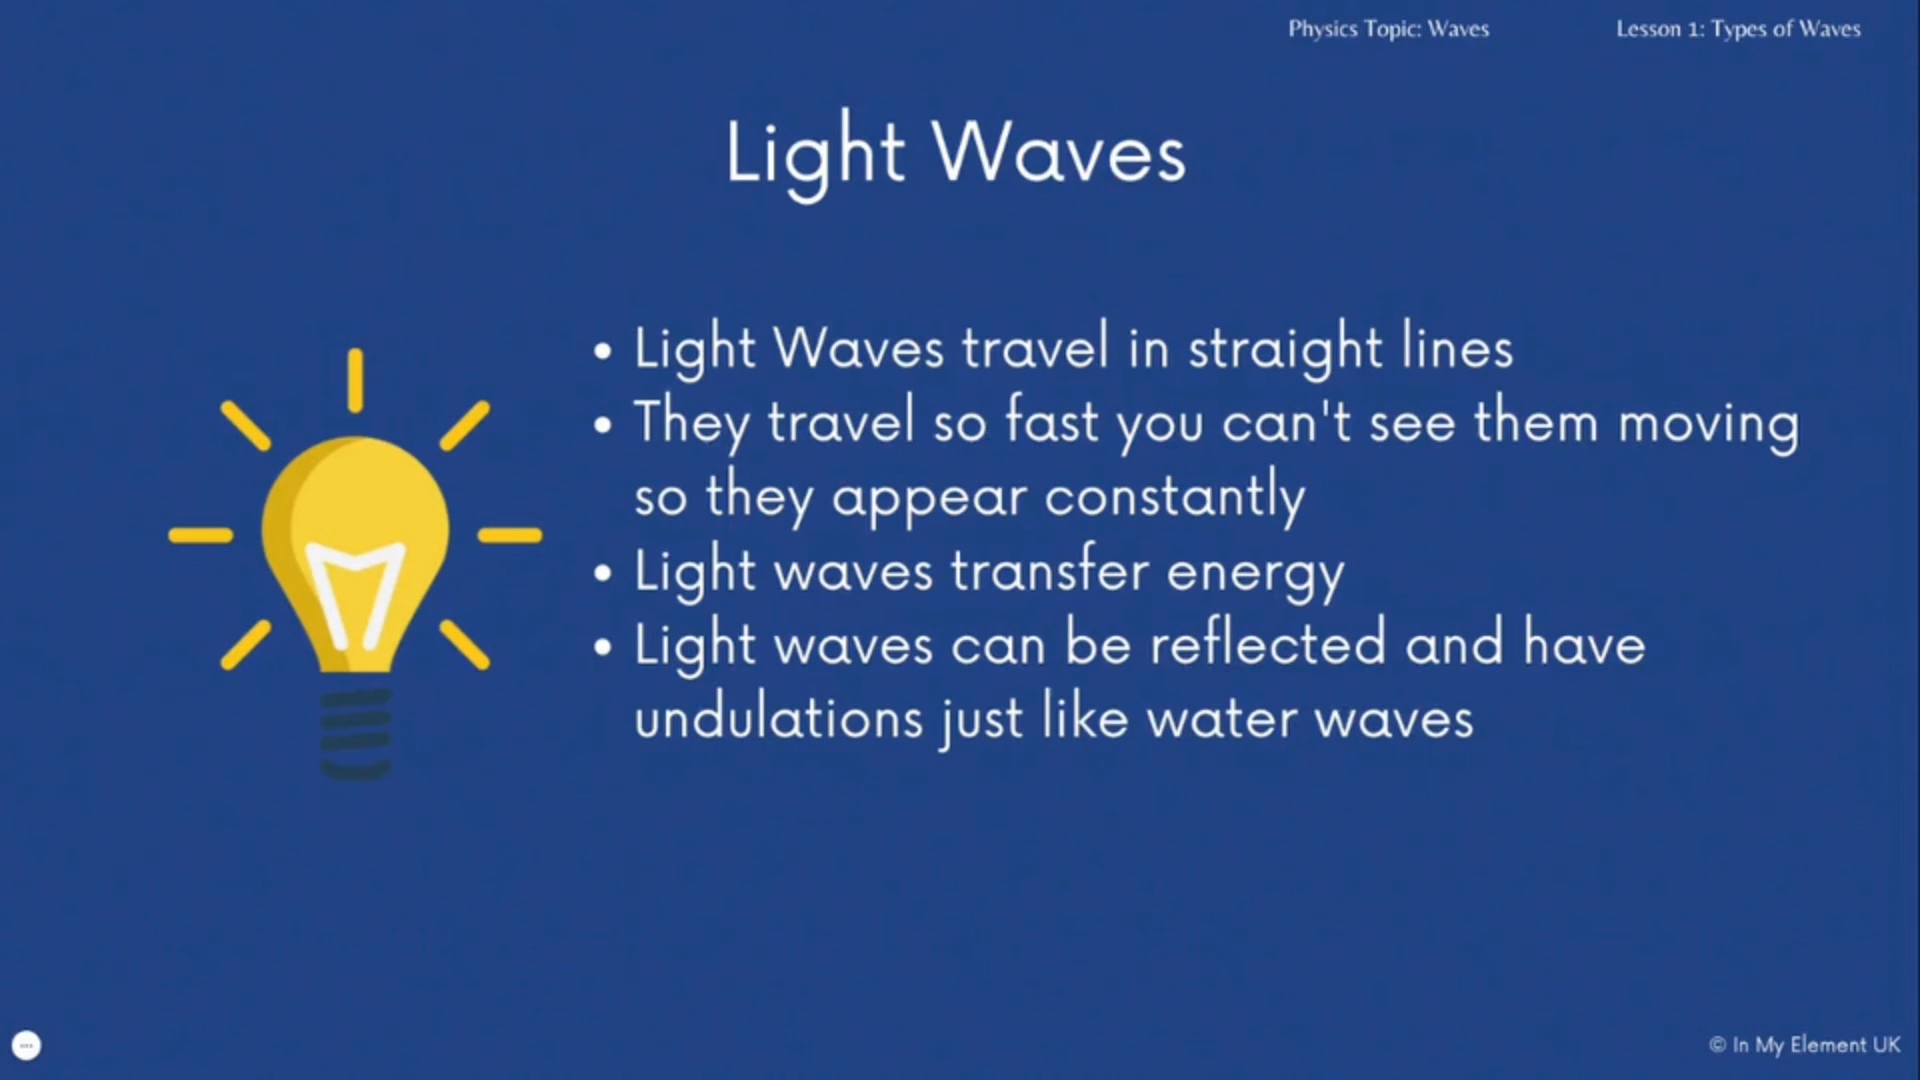 Physics Topic: Waves
Lesson 1: Types of Waves
Light Waves
• Light Waves travel in straight lines
• They travel so fast you can't see them moving
so they appear constantly
• Light waves transfer energy
• Light waves can be reflected and have
undulations just like water waves
© In My Element UK